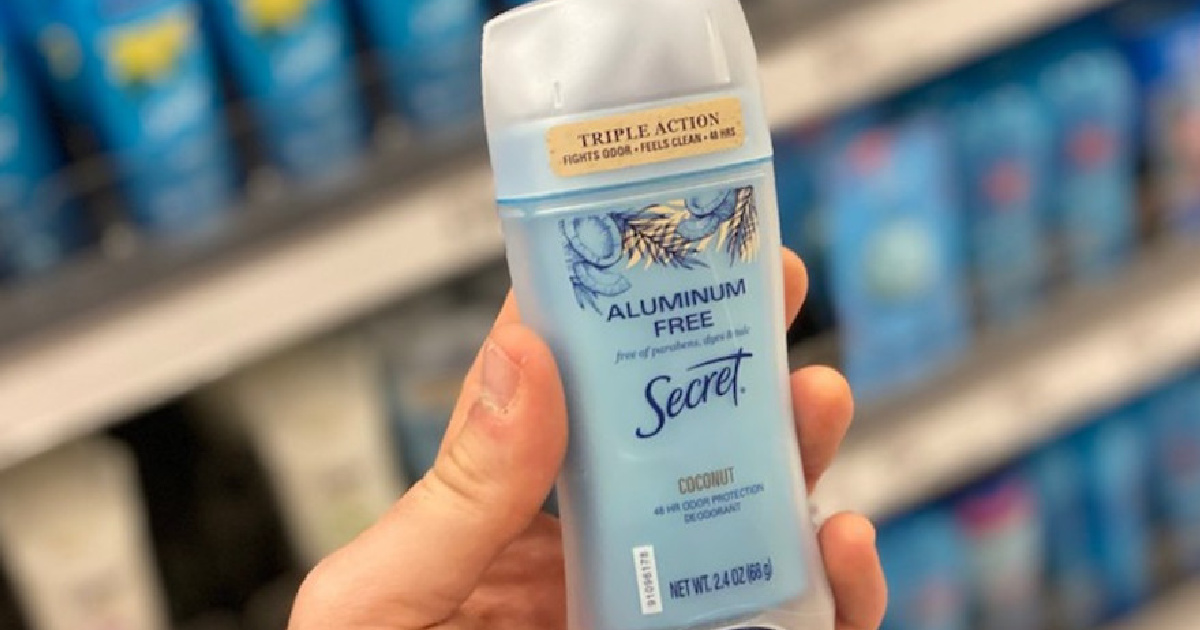 TRIPLE ACTION
FIGHTS ODOR • FEELS CLEAN • 48 HRS
ALUMINUM
FREE
free of parabens, dyes & talc
Secret.
COCONUT
48 HR ODOR PROTECTION
DEODORANT
91096178
NET WT. 2.4 OZ (68 g)